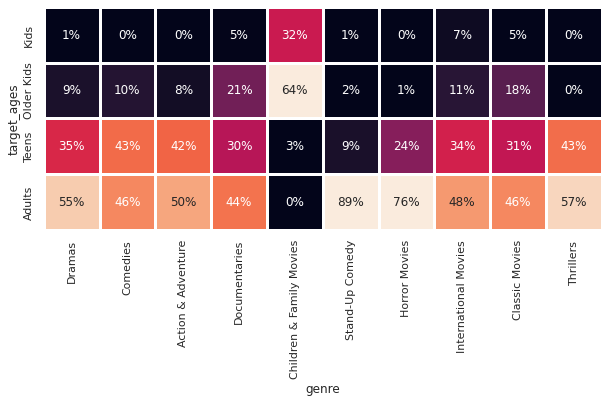 Kids 1% 0% 0% 5% 32% 1% 0% 7% 5% 0%
Older Kids 9% 10% 8% 21% 64% 2% 1% 11% 18% 0%
target_ages
Teens 35% 43% 42% 30% 3% 9% 24% 34% 31% 43%
Adults 55% 46% 50% 44% 0% 89% 76% 48% 46% 57%
Dramas
Comedies
Action & Adventure
Documentaries
Children & Family Movies
Stand-Up Comedy
Horror Movies
International Movies
Classic Movies
Thrillers
genre